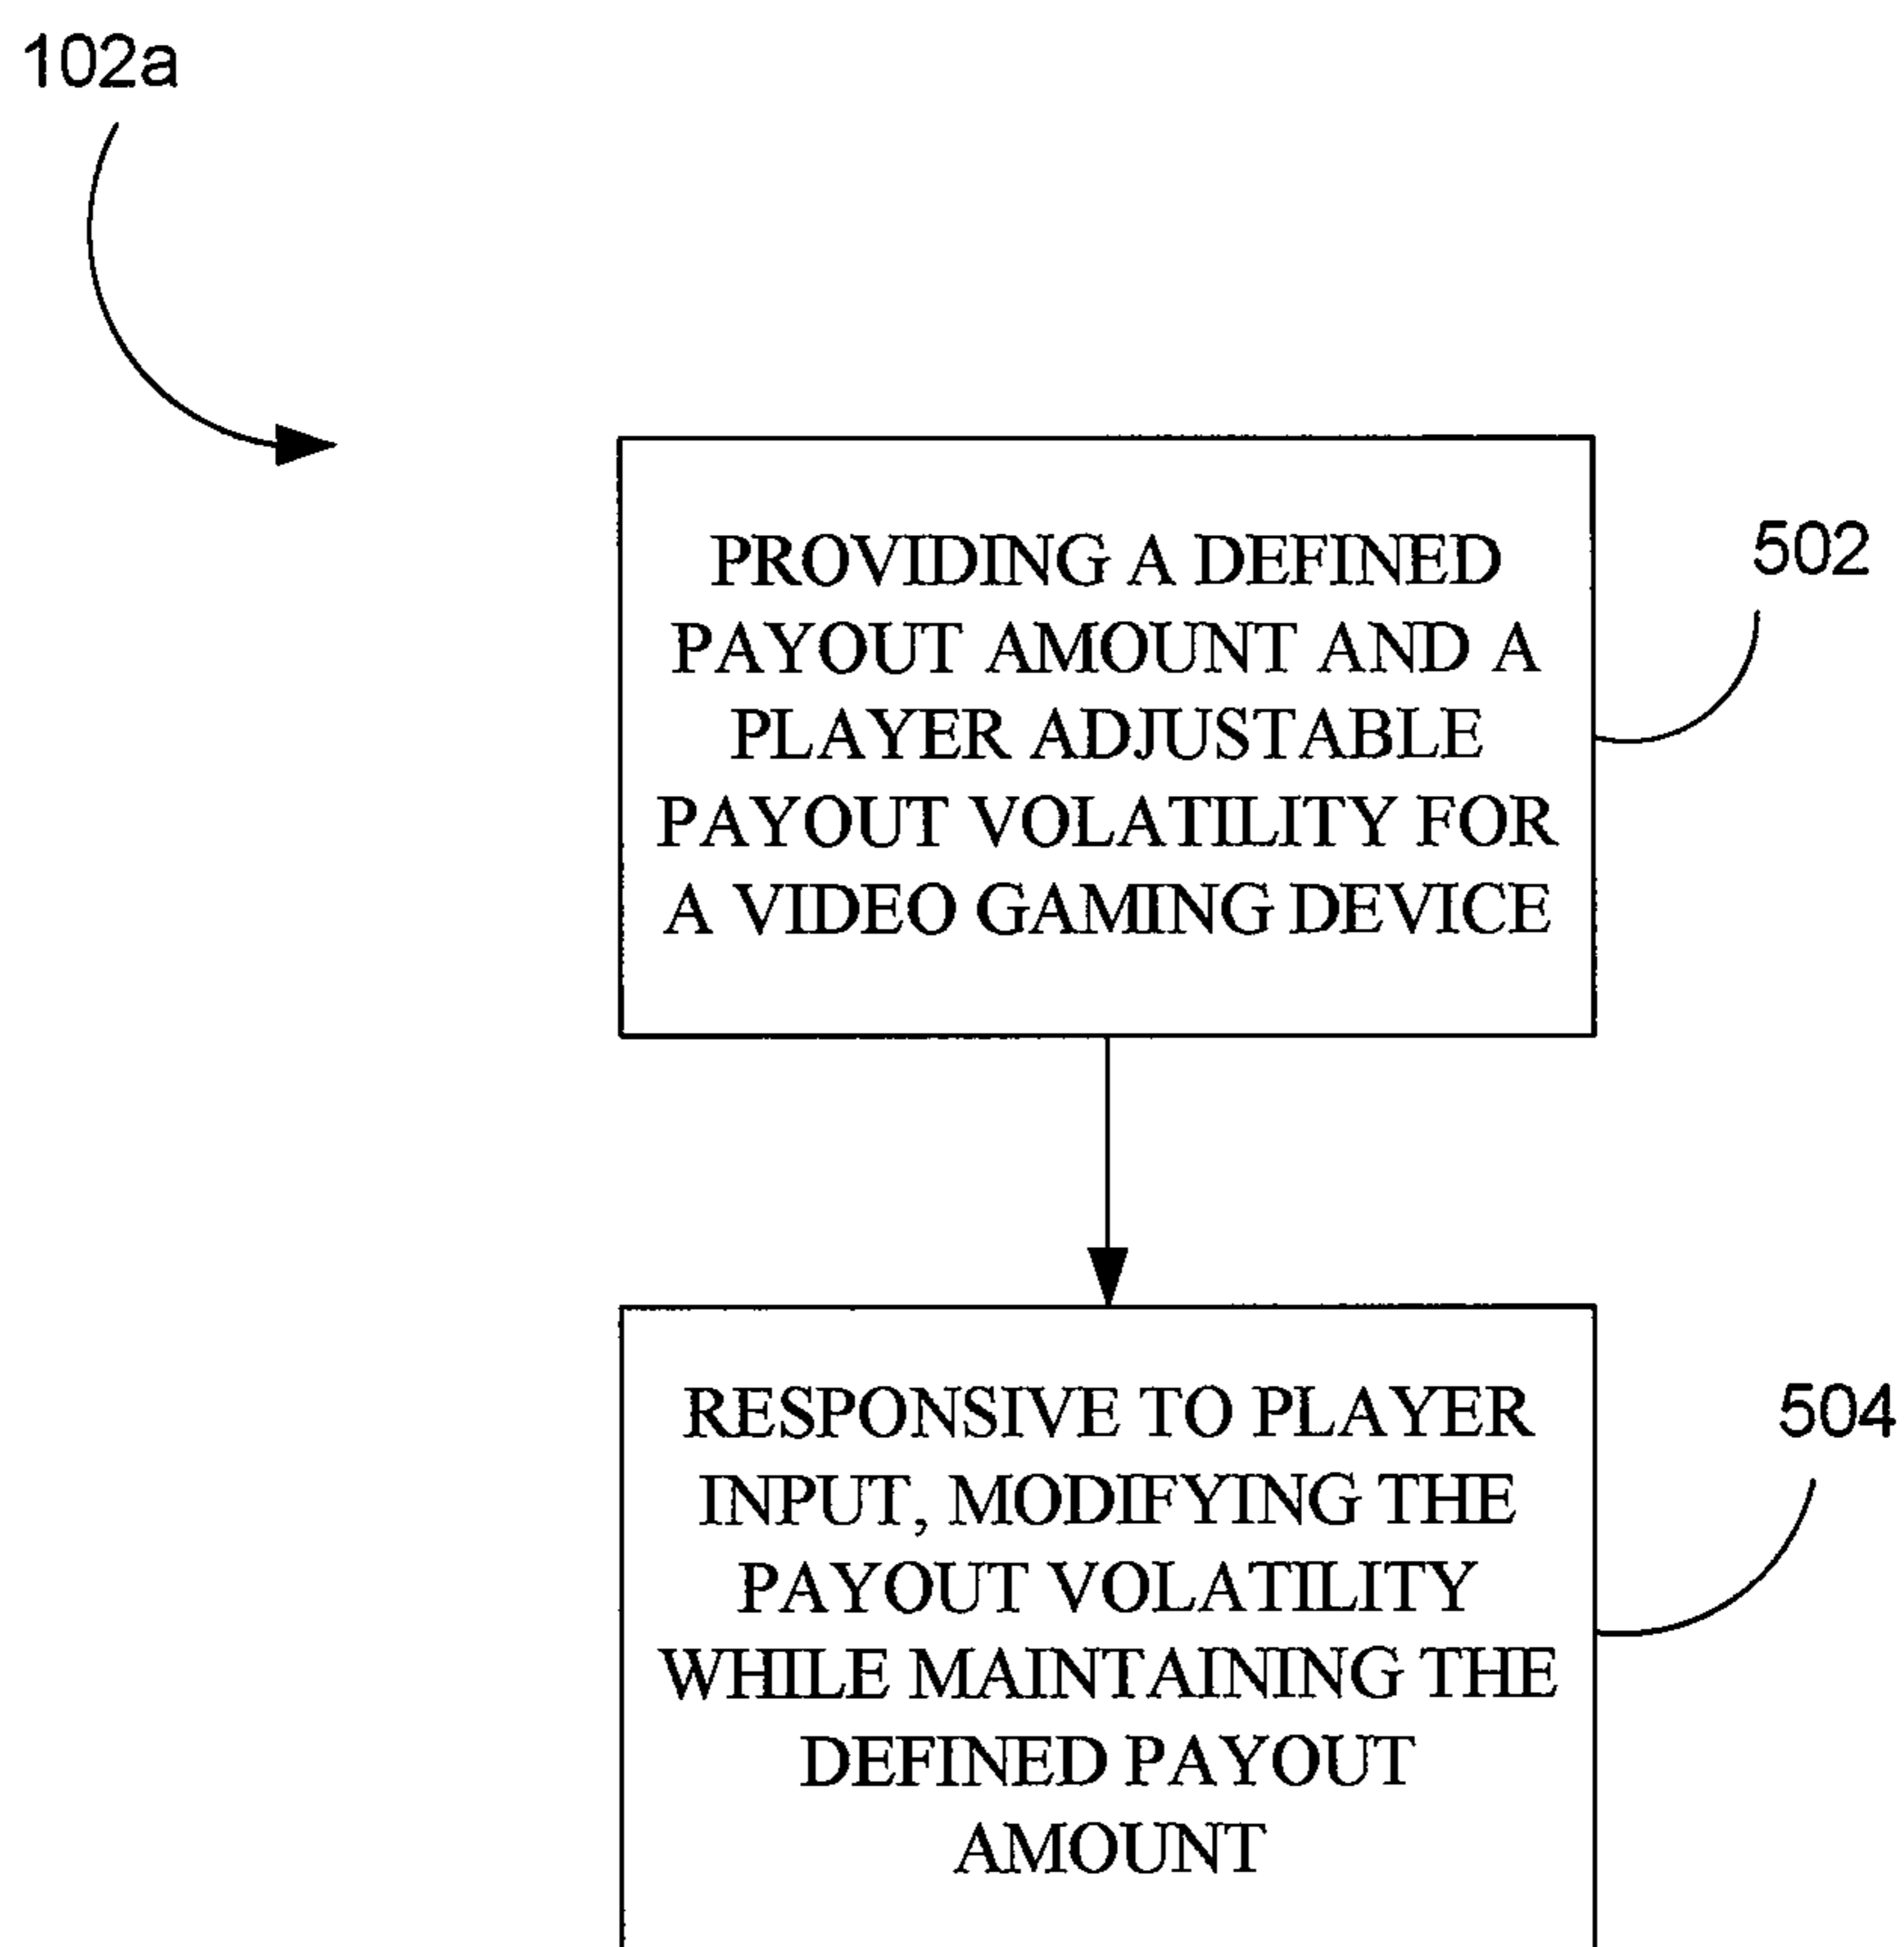 102a
PROVIDING A DEFINED
PAYOUT AMOUNT AND A
PLAYER ADJUSTABLE
PAYOUT VOLATILITY FOR
A VIDEO GAMING DEVICE
502
RESPONSIVE TO PLAYER
INPUT, MODIFYING THE
PAYOUT VOLATILITY
WHILE MAINTAINING THE
DEFINED PAYOUT
AMOUNT
504